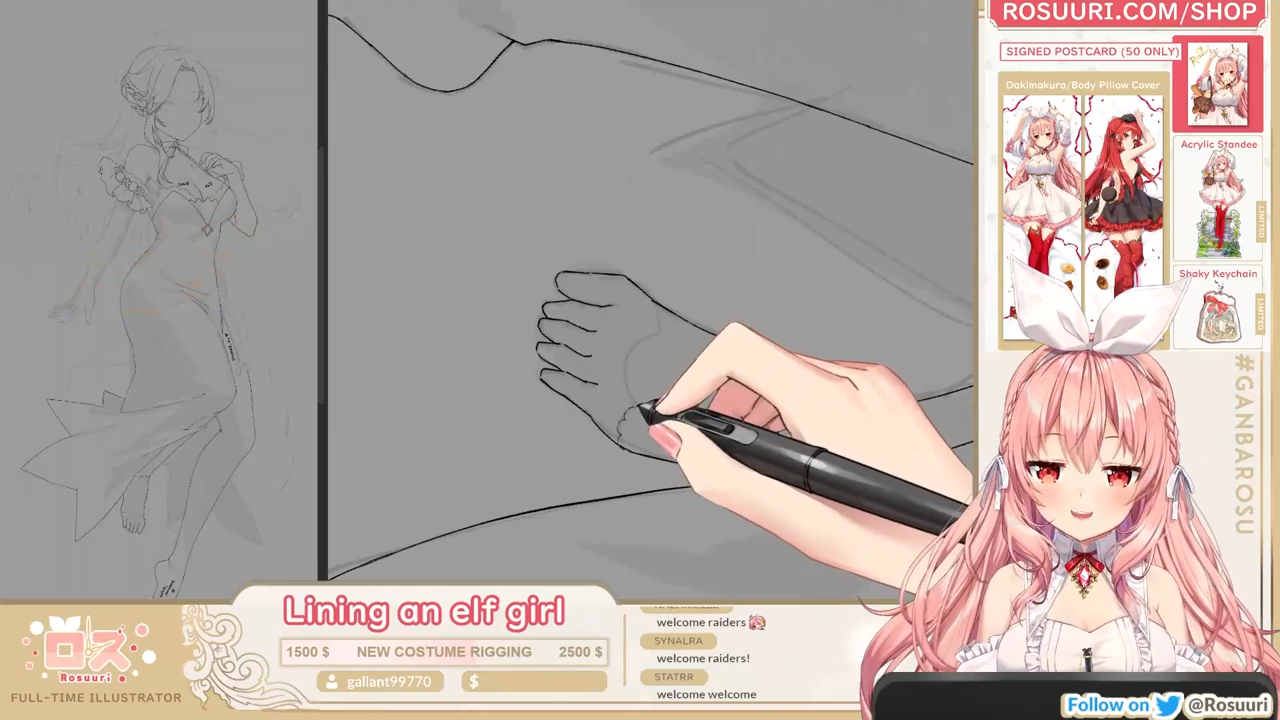 ROSUURI.COM/SHOP
SIGNED POSTCARD (50 ONLY)
Dakimakura/Body Pillow Cover
Acrylic Standee
LIMITED
Shaky Keychain
LIMITED
#GANBAROSU
Lining an elf girl
1500 $ NEW COSTUME RIGGING 2500 $
gallant99770
$
welcome raiders
SYNALRA
welcome raiders!
STATRR
welcome welcome
ロス
Rosuuri
FULL-TIME ILLUSTRATOR
Follow on @Rosuuri